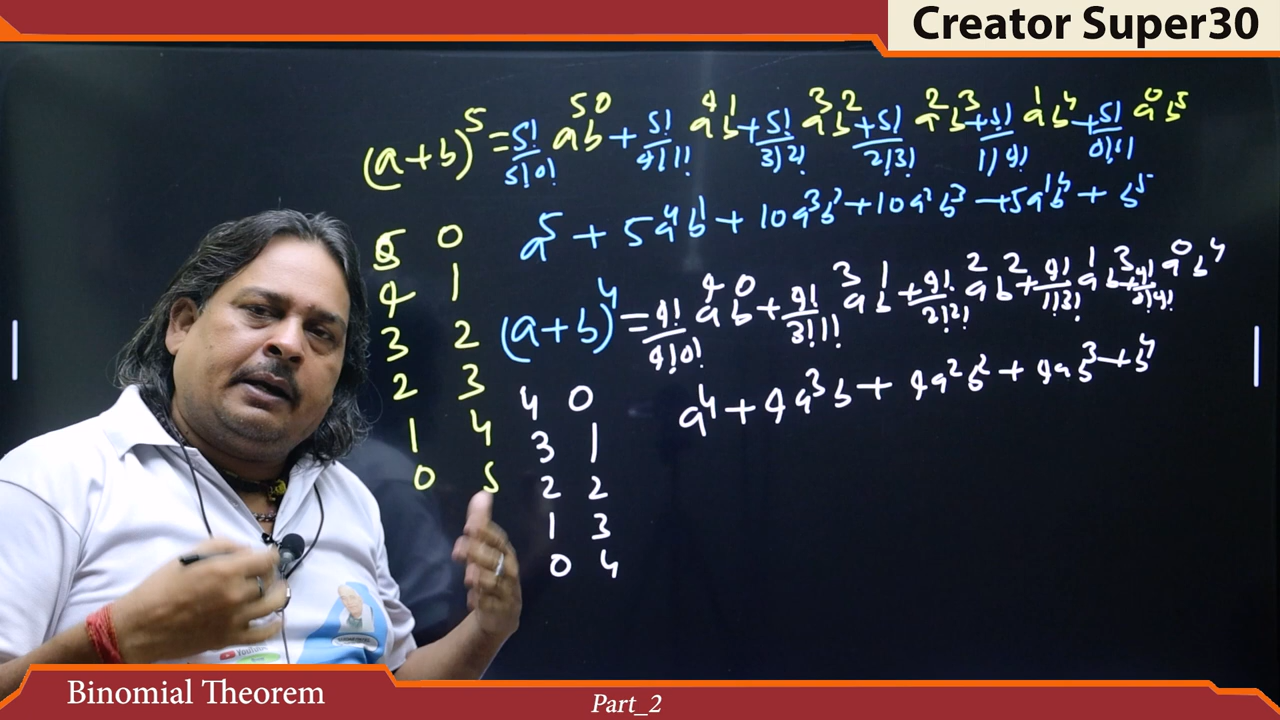 Creator Super30
(a+b)⁵ = 5!/5!0! a⁵b⁰ + 5!/4!1! a⁴b¹ + 5!/3!2! a³b² + 5!/2!3! a²b³ + 5!/1!4! a¹b⁴ + 5!/0!5! a⁰b⁵
a⁵ + 5a⁴b¹ + 10a³b² + 10a²b³ + 5a¹b⁴ + b⁵
5 0
4 1
3 2
2 3
1 4
0 5
(a+b)⁴ = 4!/4!0! a⁴b⁰ + 4!/3!1! a³b¹ + 4!/2!2! a²b² + 4!/1!3! a¹b³ + 4!/0!4! a⁰b⁴
a⁴ + 4a³b + 4a²b² + 4ab³ + b⁴
4 0
3 1
2 2
1 3
0 4
YouTube
Binomial Theorem
Part_2